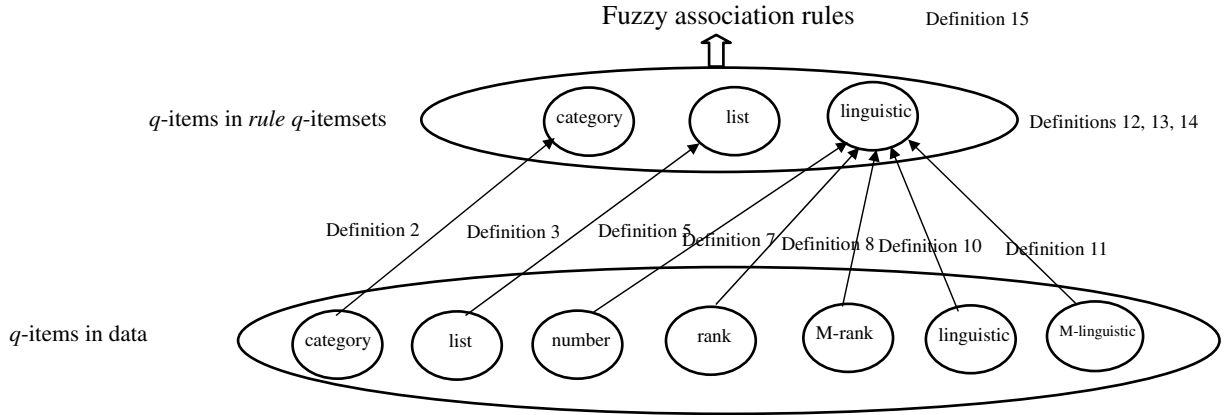 Fuzzy association rules
Definition 15
q-items in rule q-itemsets
category
list
linguistic
Definitions 12, 13, 14
Definition 2
Definition 3
Definition 5
Definition 7
Definition 8
Definition 10
Definition 11
q-items in data
category
list
number
rank
M-rank
linguistic
M-linguistic